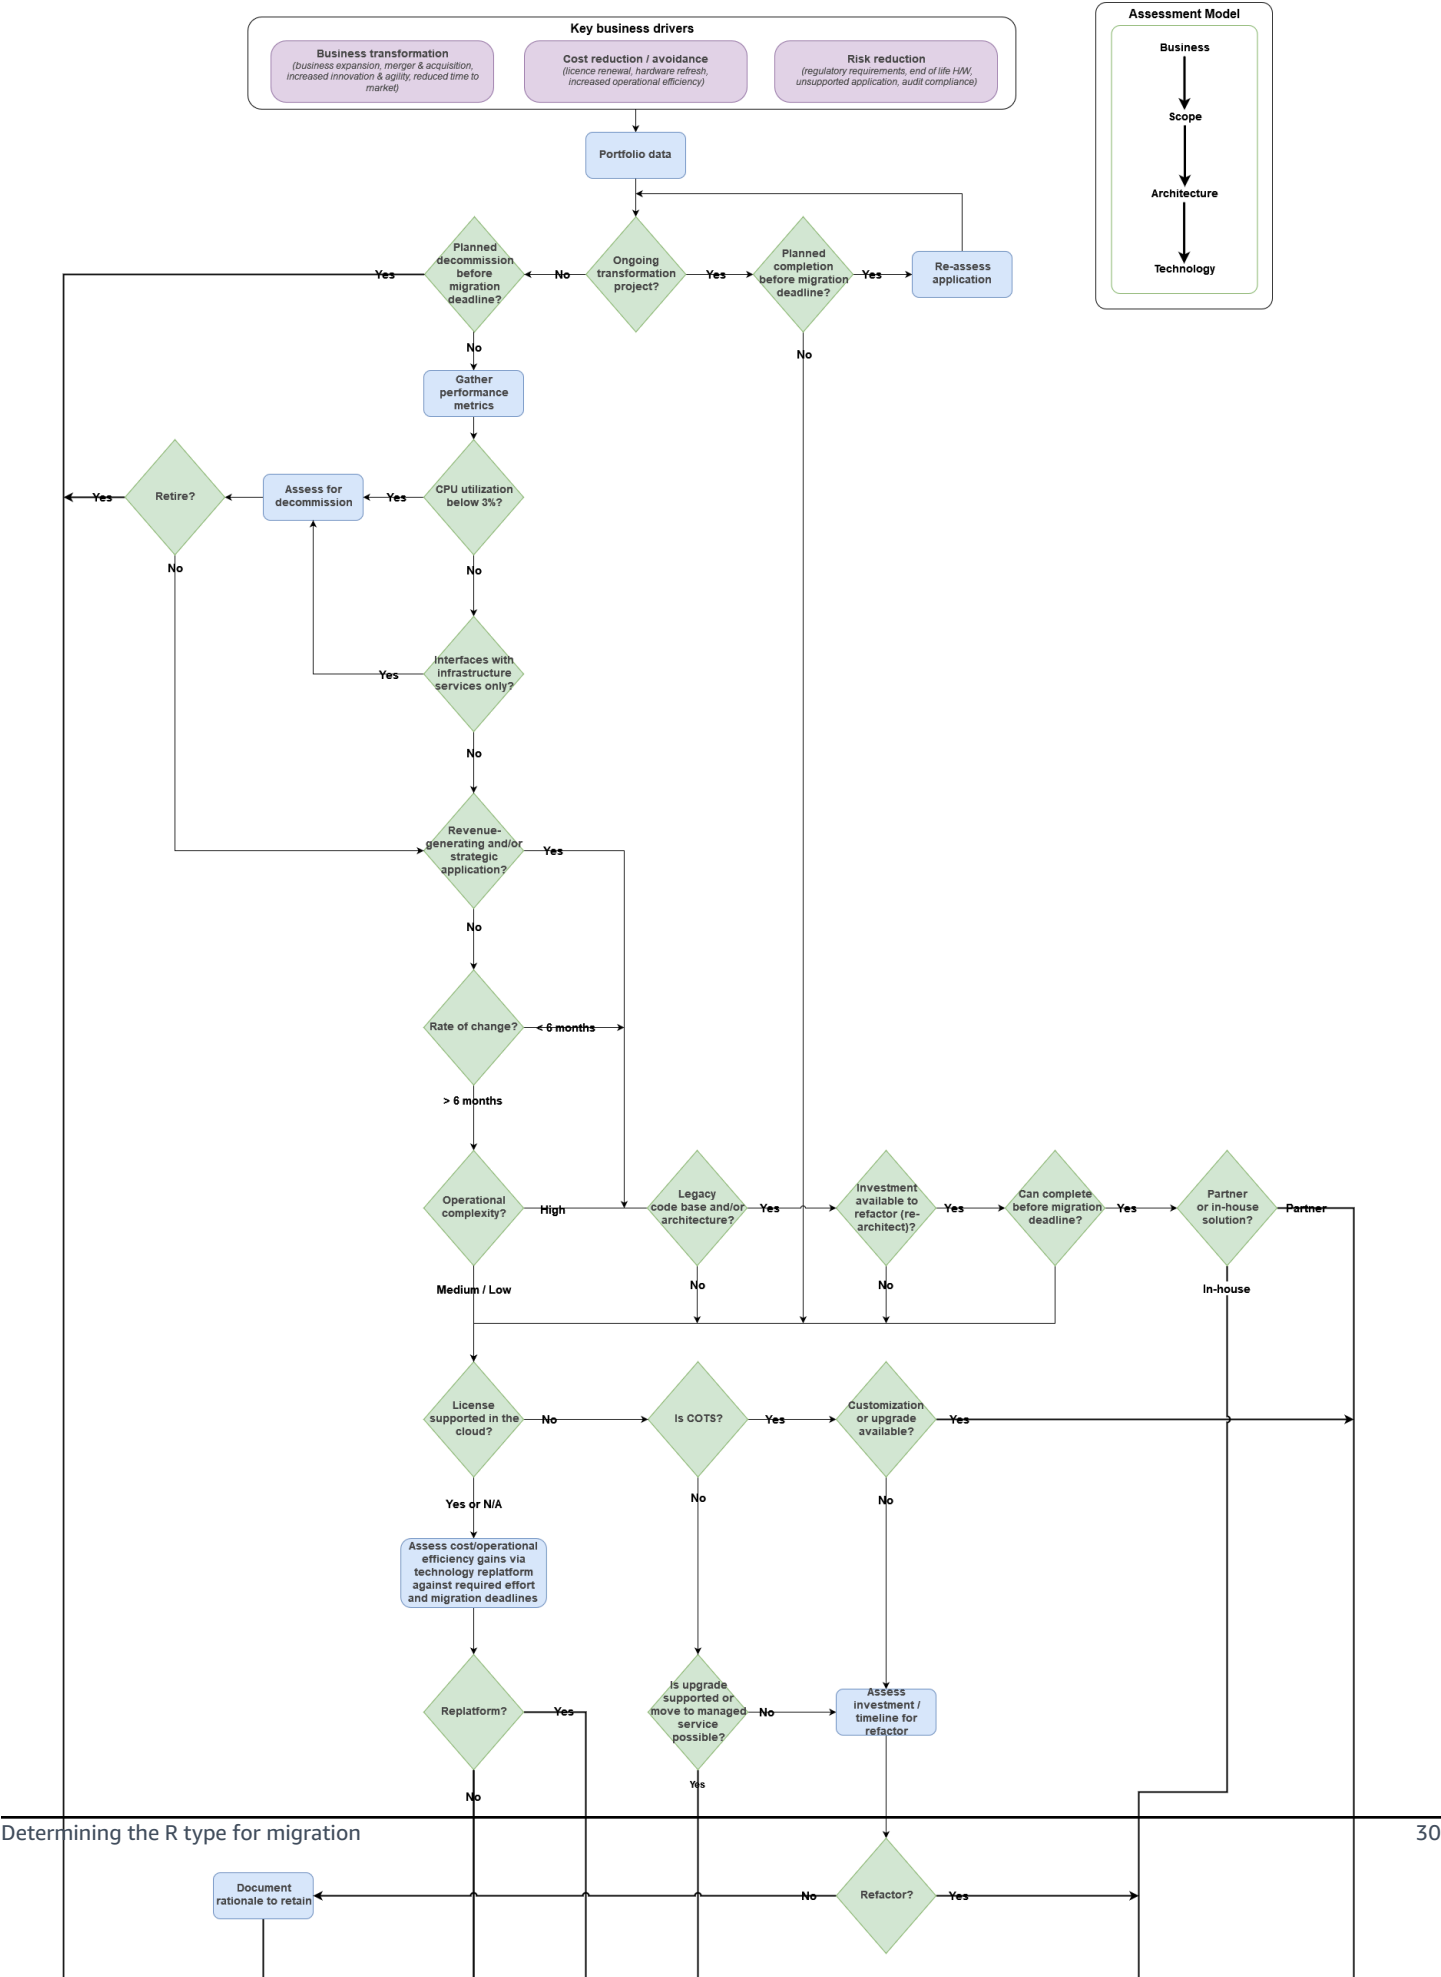 Key business drivers
Business transformation
(business expansion, merger & acquisition,
increased innovation & agility, reduced time to
market)
Cost reduction / avoidance
(licence renewal, hardware refresh,
increased operational efficiency)
Risk reduction
(regulatory requirements, end of life H/W,
unsupported application, audit compliance)
Assessment Model
Business
Scope
Architecture
Technology
Portfolio data
Planned
decommission
before
migration
deadline?
Yes
No
Ongoing
transformation
project?
Yes
Planned
completion
before migration
deadline?
Yes
Re-assess
application
No
No
Gather
performance
metrics
Yes
Retire?
Assess for
decommission
Yes
CPU utilization
below 3%?
No
No
Yes
Interfaces with
infrastructure
services only?
No
Revenue-
generating and/or
strategic
application?
Yes
No
Rate of change?
< 6 months
> 6 months
Operational
complexity?
High
Legacy
code base and/or
architecture?
Yes
Investment
available to
refactor (re-
architect)?
Yes
Can complete
before migration
deadline?
Yes
Partner
or in-house
solution?
Partner
Medium / Low
No
No
In-house
License
supported in the
cloud?
No
Is COTS?
Yes
Customization
or upgrade
available?
Yes
Yes or N/A
No
No
Assess cost/operational
efficiency gains via
technology replatform
against required effort
and migration deadlines
Replatform?
Yes
Is upgrade
supported or
move to managed
service
possible?
No
Assess
investment /
timeline for
refactor
No
Yes
Determining the R type for migration
30
Document
rationale to retain
No
Refactor?
Yes